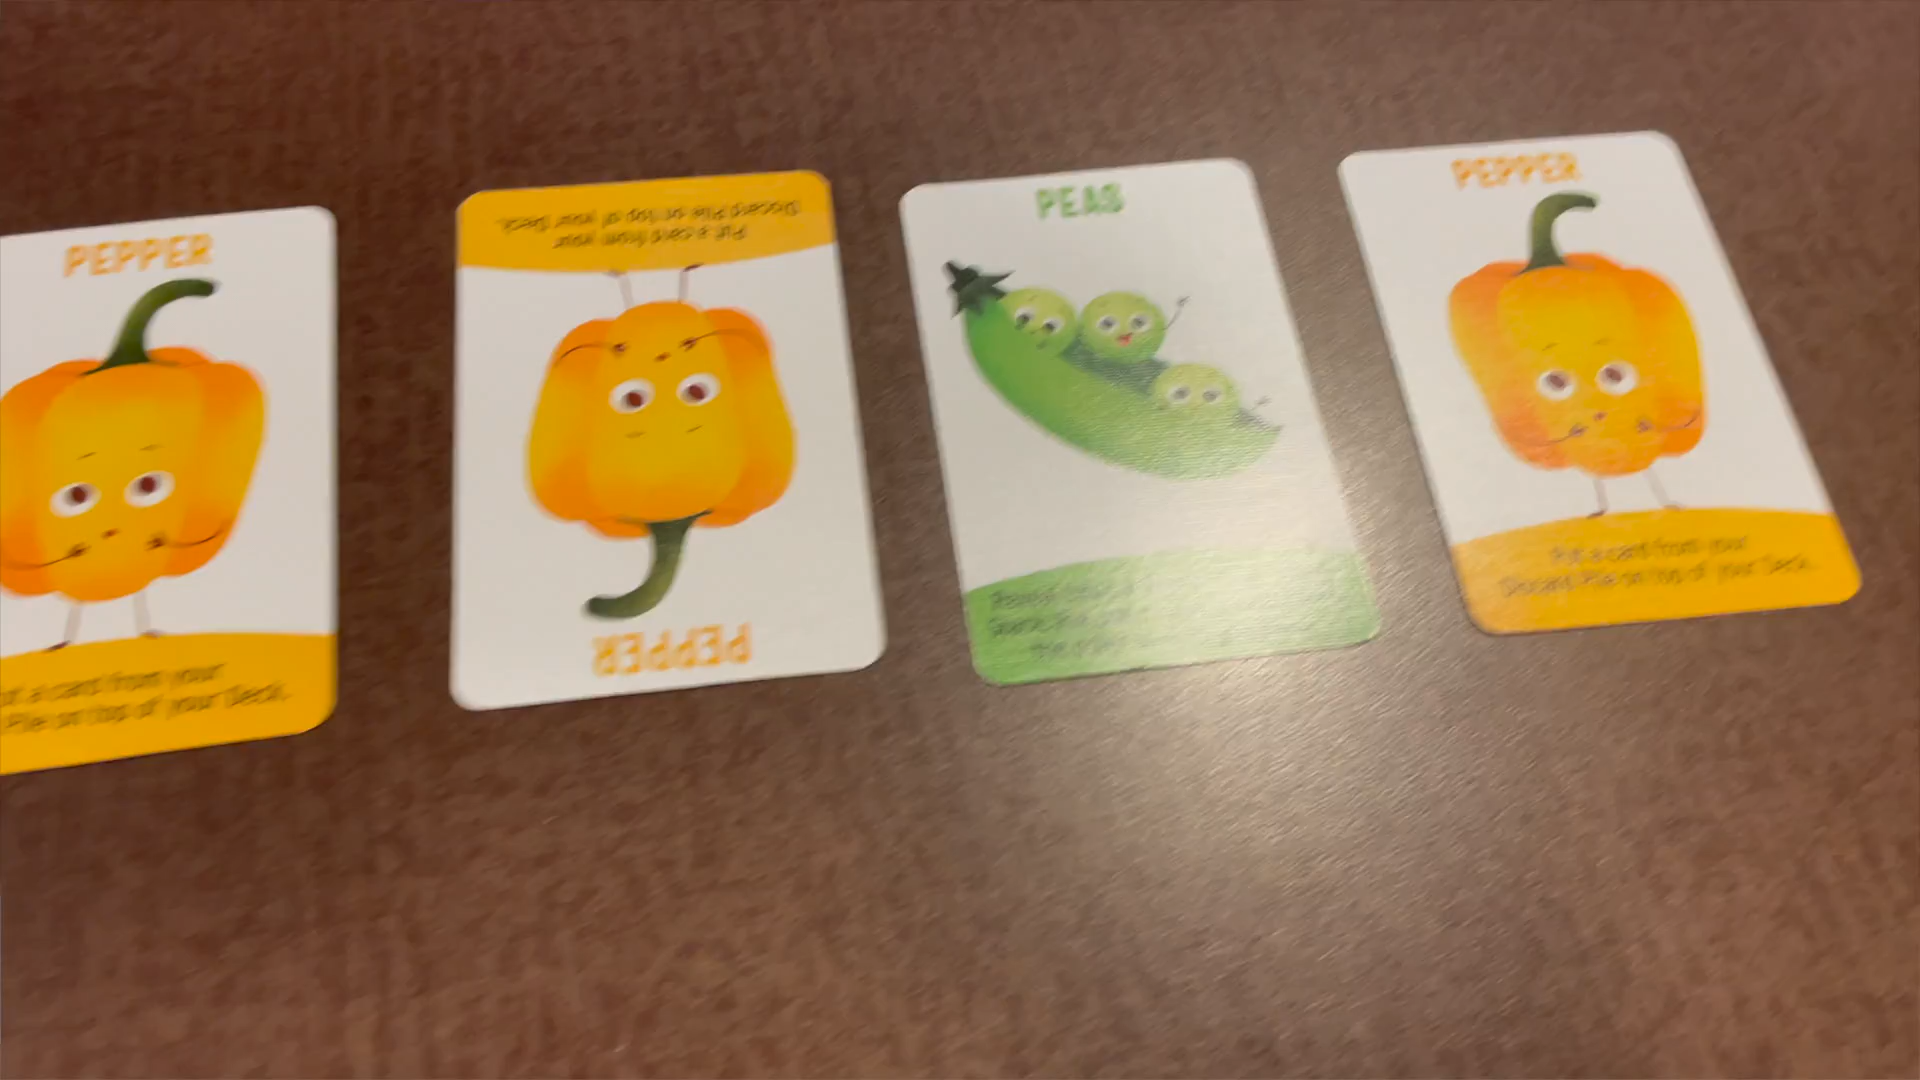 PEPPER
ut a card from your
Pile on top of your Deck.
PEPPER
Put a card from your
Discard Pile on top of your Deck.
PEAS
PEPPER
Put a card from your
Discard Pile on top of your Deck.